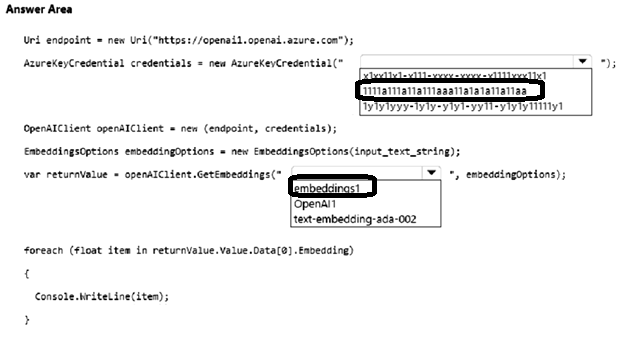 Answer Area
Uri endpoint = new Uri("https://openai1.openai.azure.com");
AzureKeyCredential credentials = new AzureKeyCredential(" ");
x1xx11x1-x111-xxxx-xxxx-x1111xxx11x1
1111a111a11a111aaa11a1a1a11a11aa
1y1y1yyy-1y1y-y1y1-yy11-y1y1y11111y1
OpenAIClient openAIClient = new (endpoint, credentials);
EmbeddingsOptions embeddingOptions = new EmbeddingsOptions(input_text_string);
var returnValue = openAIClient.GetEmbeddings(" ", embeddingOptions);
embeddings1
OpenAI1
text-embedding-ada-002
foreach (float item in returnValue.Value.Data[0].Embedding)
{
Console.WriteLine(item);
}